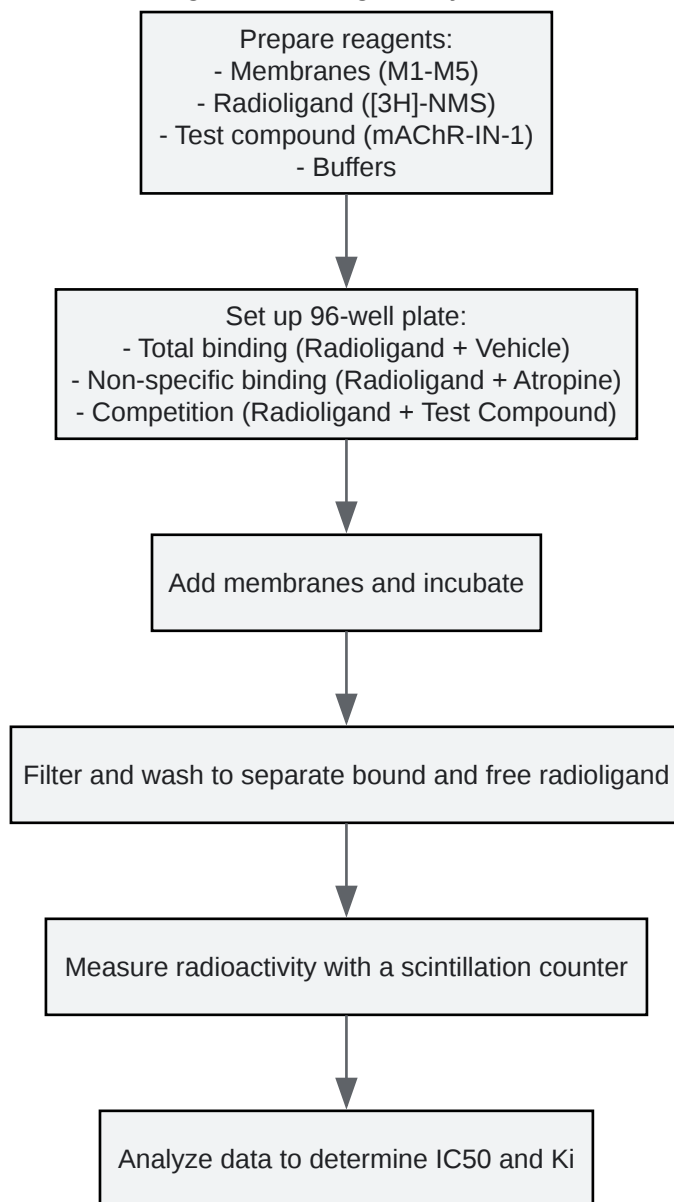 Prepare reagents:
- Membranes (M1-M5)
- Radioligand ([3H]-NMS)
- Test compound (mAChR-IN-1)
- Buffers
Set up 96-well plate:
- Total binding (Radioligand + Vehicle)
- Non-specific binding (Radioligand + Atropine)
- Competition (Radioligand + Test Compound)
Add membranes and incubate
Filter and wash to separate bound and free radioligand
Measure radioactivity with a scintillation counter
Analyze data to determine IC50 and Ki